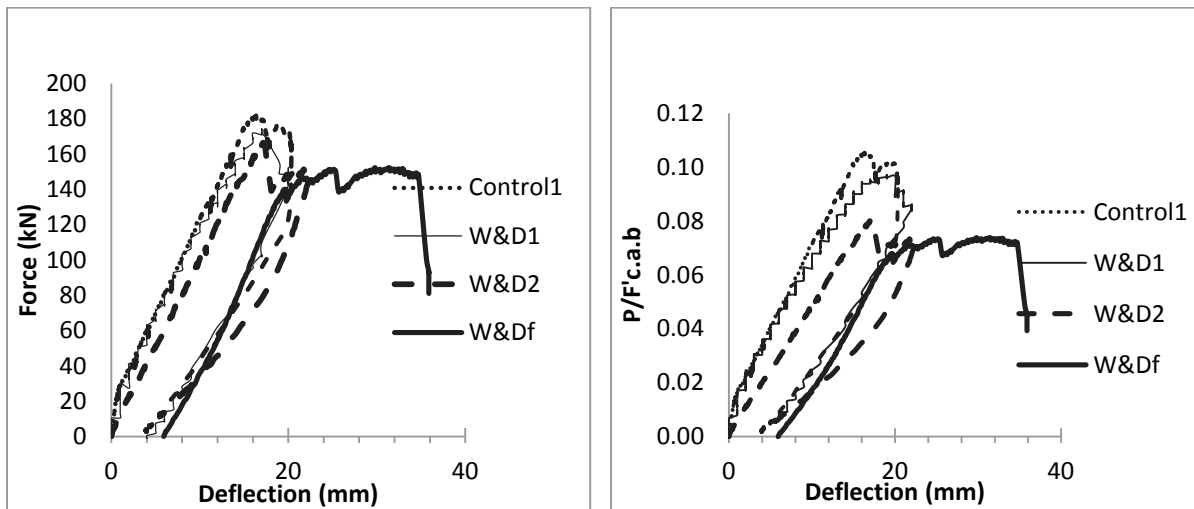 Force (kN)
200
180
160
140
120
100
80
60
40
20
0
0
20
40
Deflection (mm)
Control1
W&D1
W&D2
W&Df
P/F'c.a.b
0.12
0.10
0.08
0.06
0.04
0.02
0.00
0
20
40
Deflection (mm)
Control1
W&D1
W&D2
W&Df